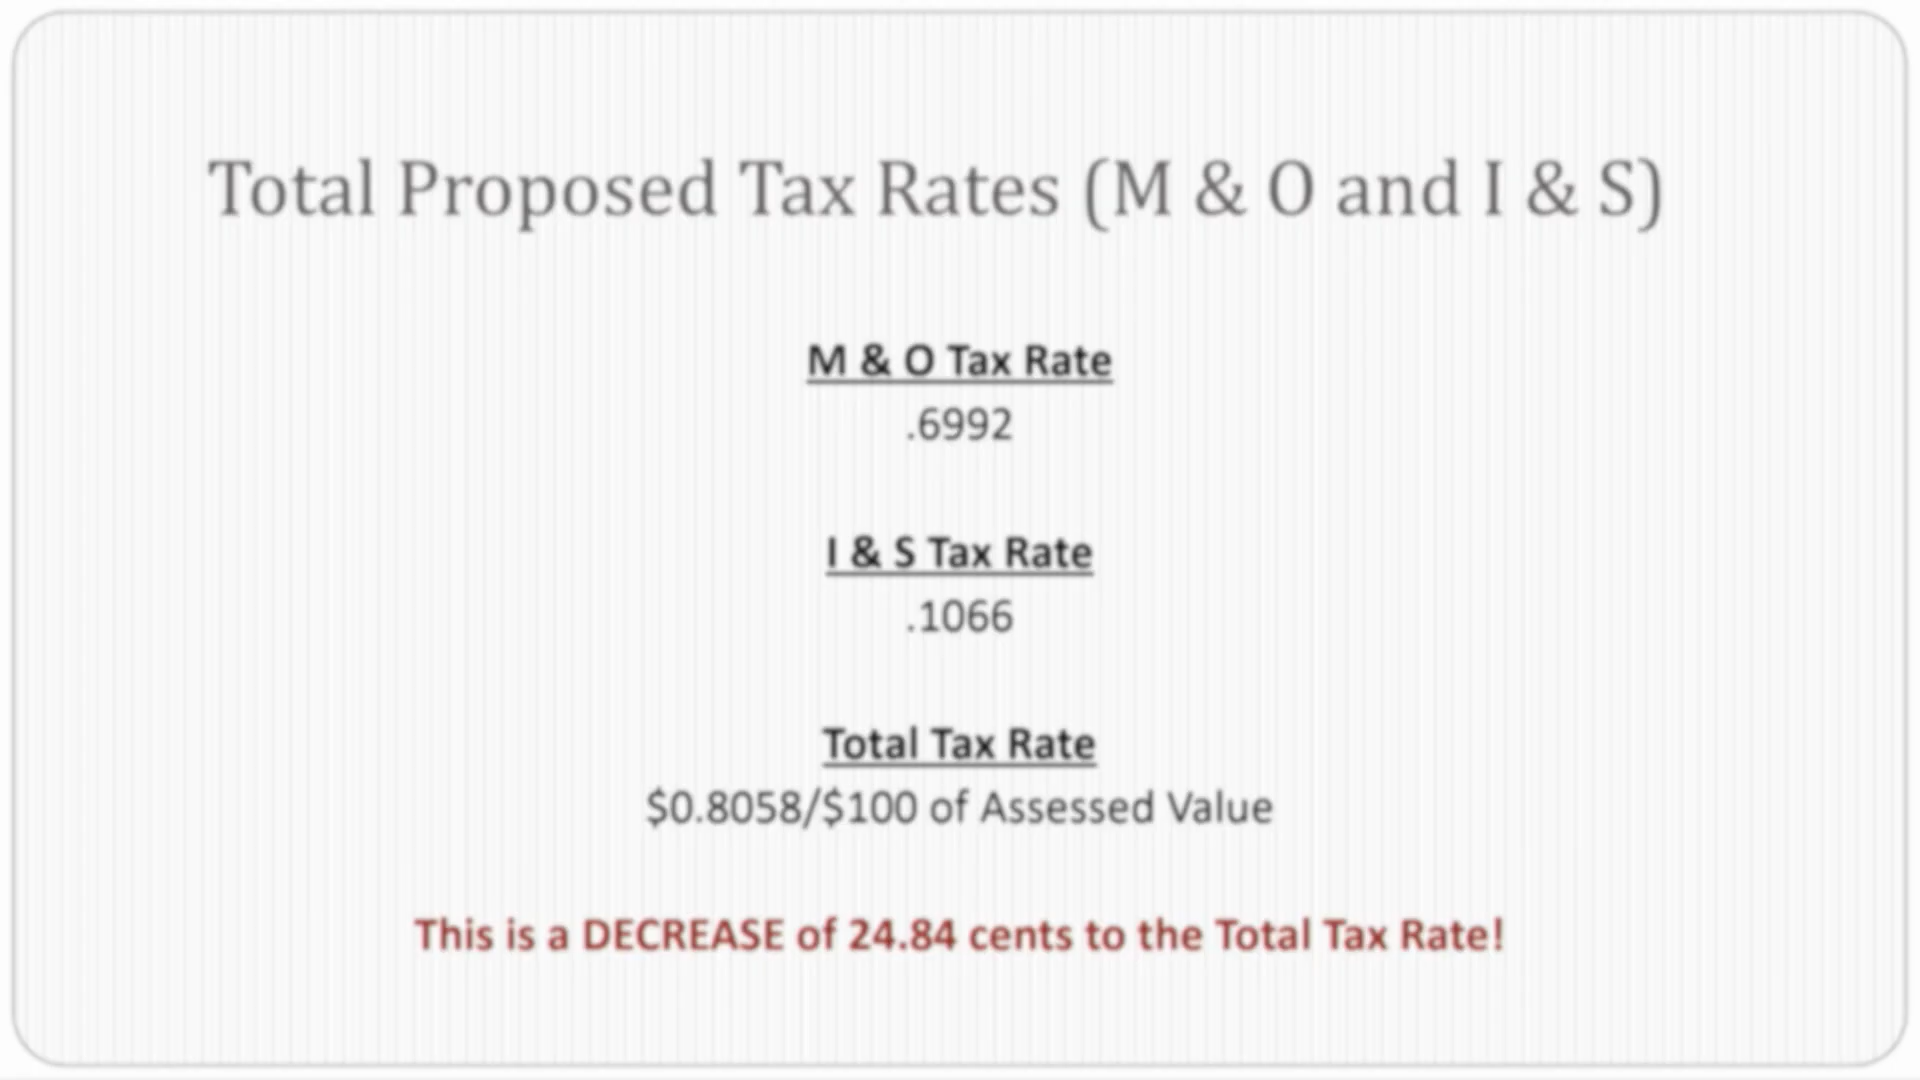 Total Proposed Tax Rates (M & O and I & S)
M & O Tax Rate
.6992
I & S Tax Rate
.1066
Total Tax Rate
$0.8058/$100 of Assessed Value
This is a DECREASE of 24.84 cents to the Total Tax Rate!